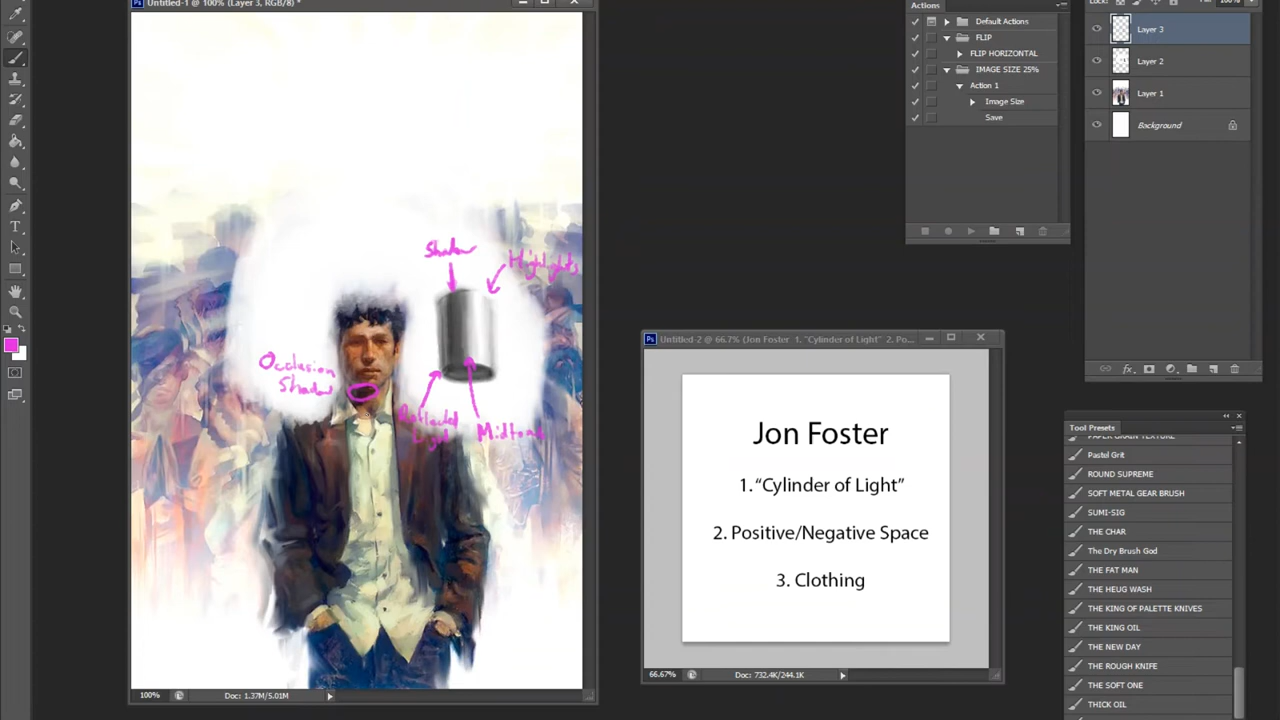 Untitled-1 @ 100% (Layer 3, RGB/8) *
Shadow
Highlights
Occlusion
Shadow
Reflected
Light
Midtone
100%
Doc: 1.37M/5.01M
Actions
Default Actions
FLIP
FLIP HORIZONTAL
IMAGE SIZE 25%
Action 1
Image Size
Save
Lock:
100%
Layer 3
Layer 2
Layer 1
Background
Untitled-2 @ 66.7% (Jon Foster 1. "Cylinder of Light" 2. Po...
Jon Foster
1. “Cylinder of Light”
2. Positive/Negative Space
3. Clothing
66.67%
Doc: 732.4K/244.1K
Tool Presets
PAPER GRAIN TEXTURE
Pastel Grit
ROUND SUPREME
SOFT METAL GEAR BRUSH
SUMI-SIG
THE CHAR
The Dry Brush God
THE FAT MAN
THE HEUG WASH
THE KING OF PALETTE KNIVES
THE KING OIL
THE NEW DAY
THE ROUGH KNIFE
THE SOFT ONE
THICK OIL